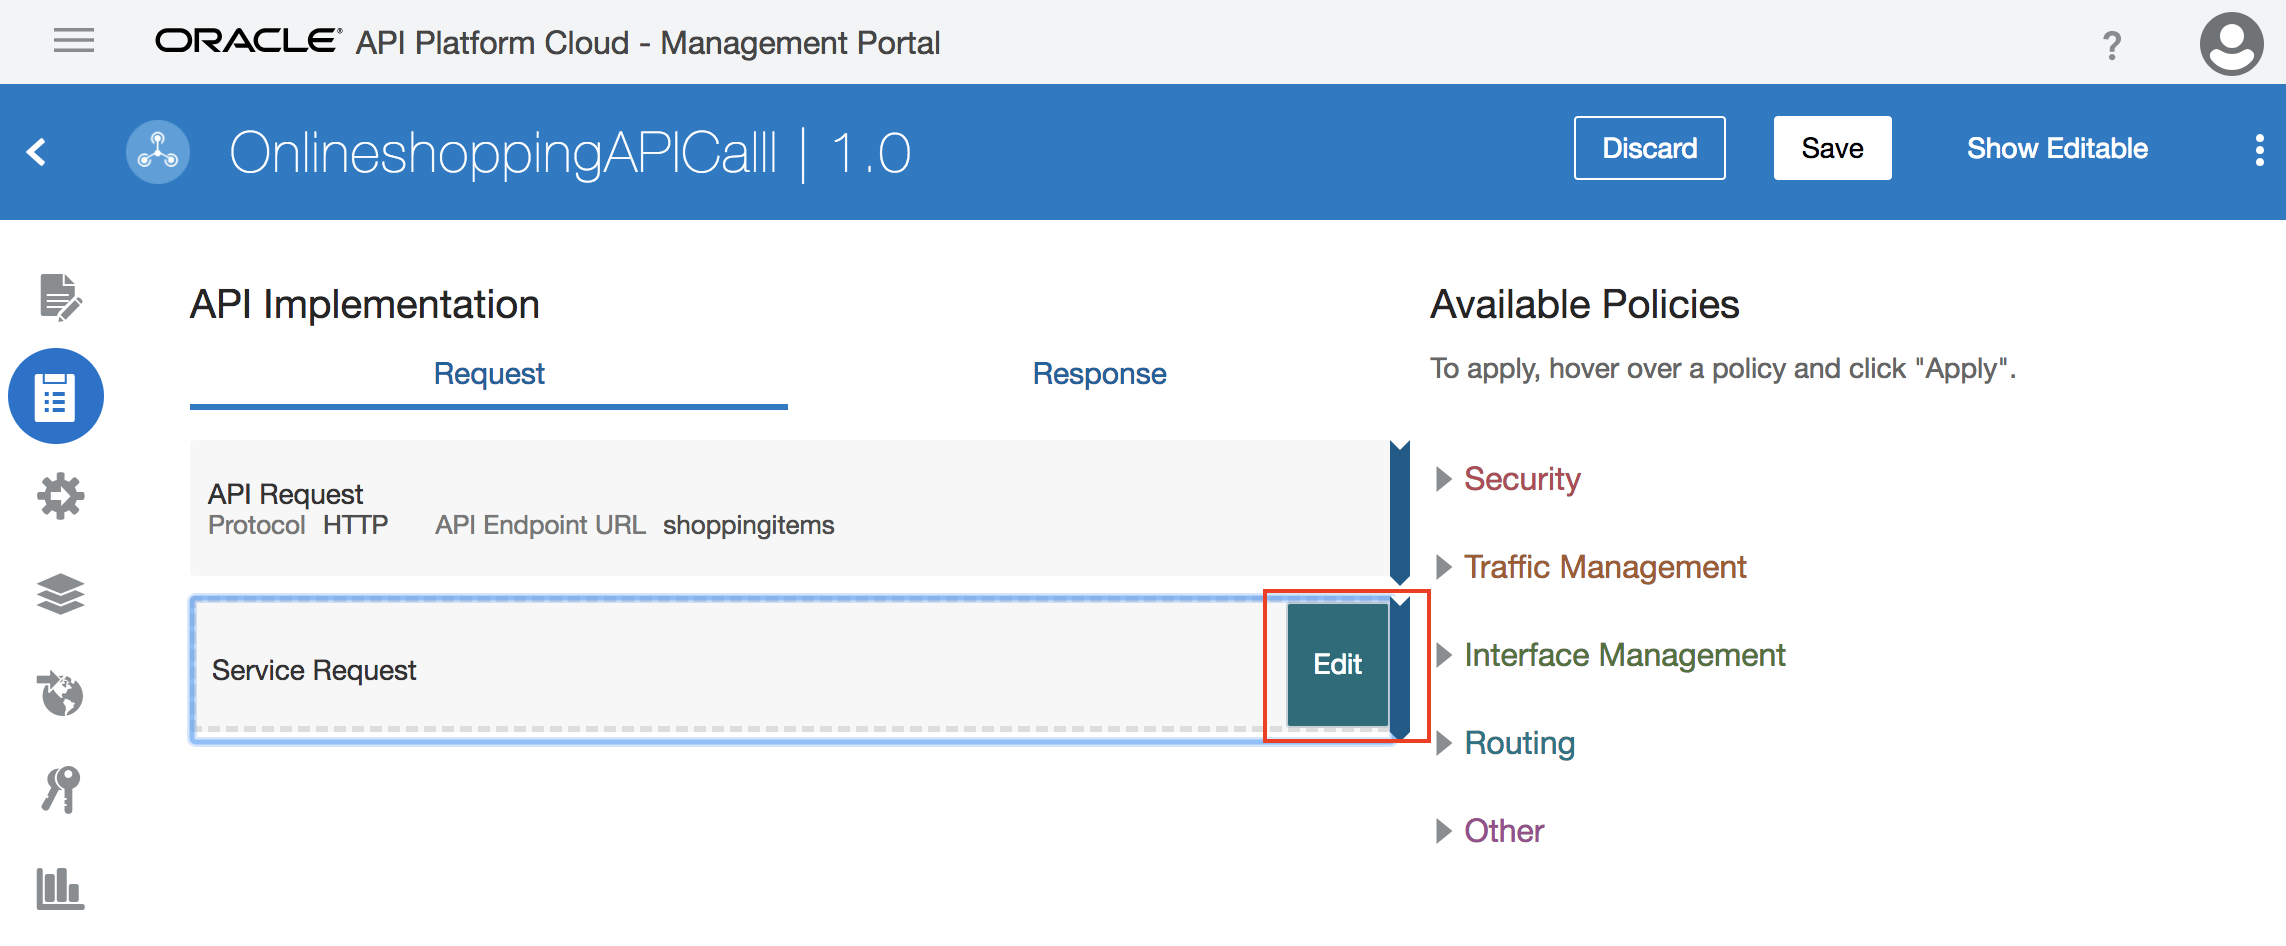 ORACLE® API Platform Cloud - Management Portal
?
OnlineshoppingAPICalll | 1.0
Discard
Save
Show Editable
API Implementation
Request
Response
API Request
Protocol HTTP API Endpoint URL shoppingitems
Service Request
Edit
Available Policies
To apply, hover over a policy and click "Apply".
Security
Traffic Management
Interface Management
Routing
Other